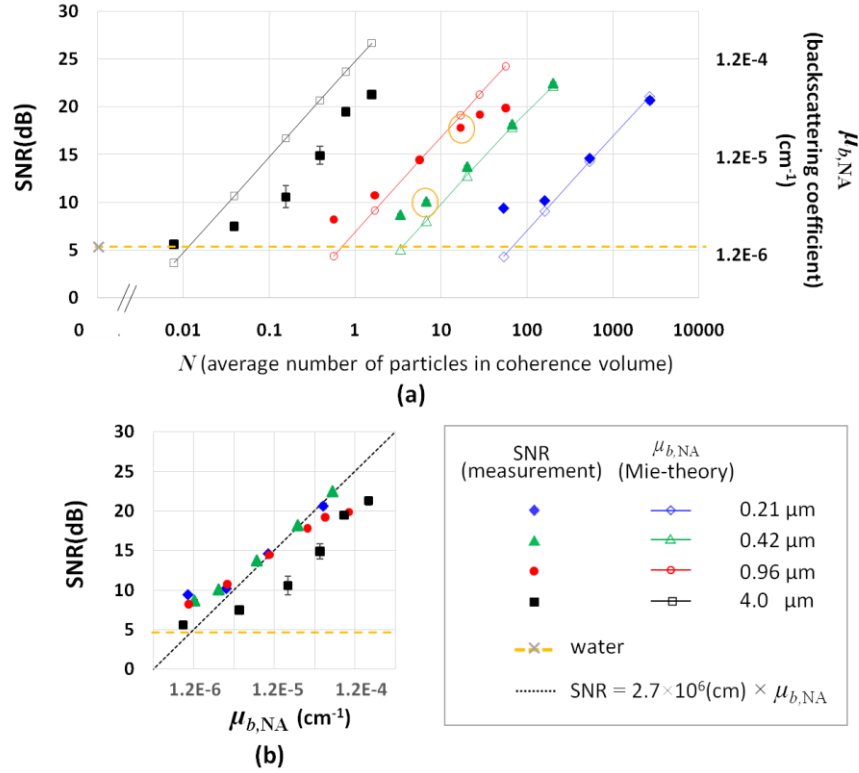 30
25
20
15
10
5
0
SNR(dB)
1.2E-4
1.2E-5
1.2E-6
(backscattering coefficient)
(cm-1)
μb,NA
0
0.01
0.1
1
10
100
1000
10000
N (average number of particles in coherence volume)
(a)
30
25
20
15
10
5
0
SNR(dB)
1.2E-6
1.2E-5
1.2E-4
μb,NA (cm-1)
(b)
SNR
(measurement)
μb,NA
(Mie-theory)
0.21 μm
0.42 μm
0.96 μm
4.0 μm
water
SNR = 2.7×10⁶(cm) × μb,NA